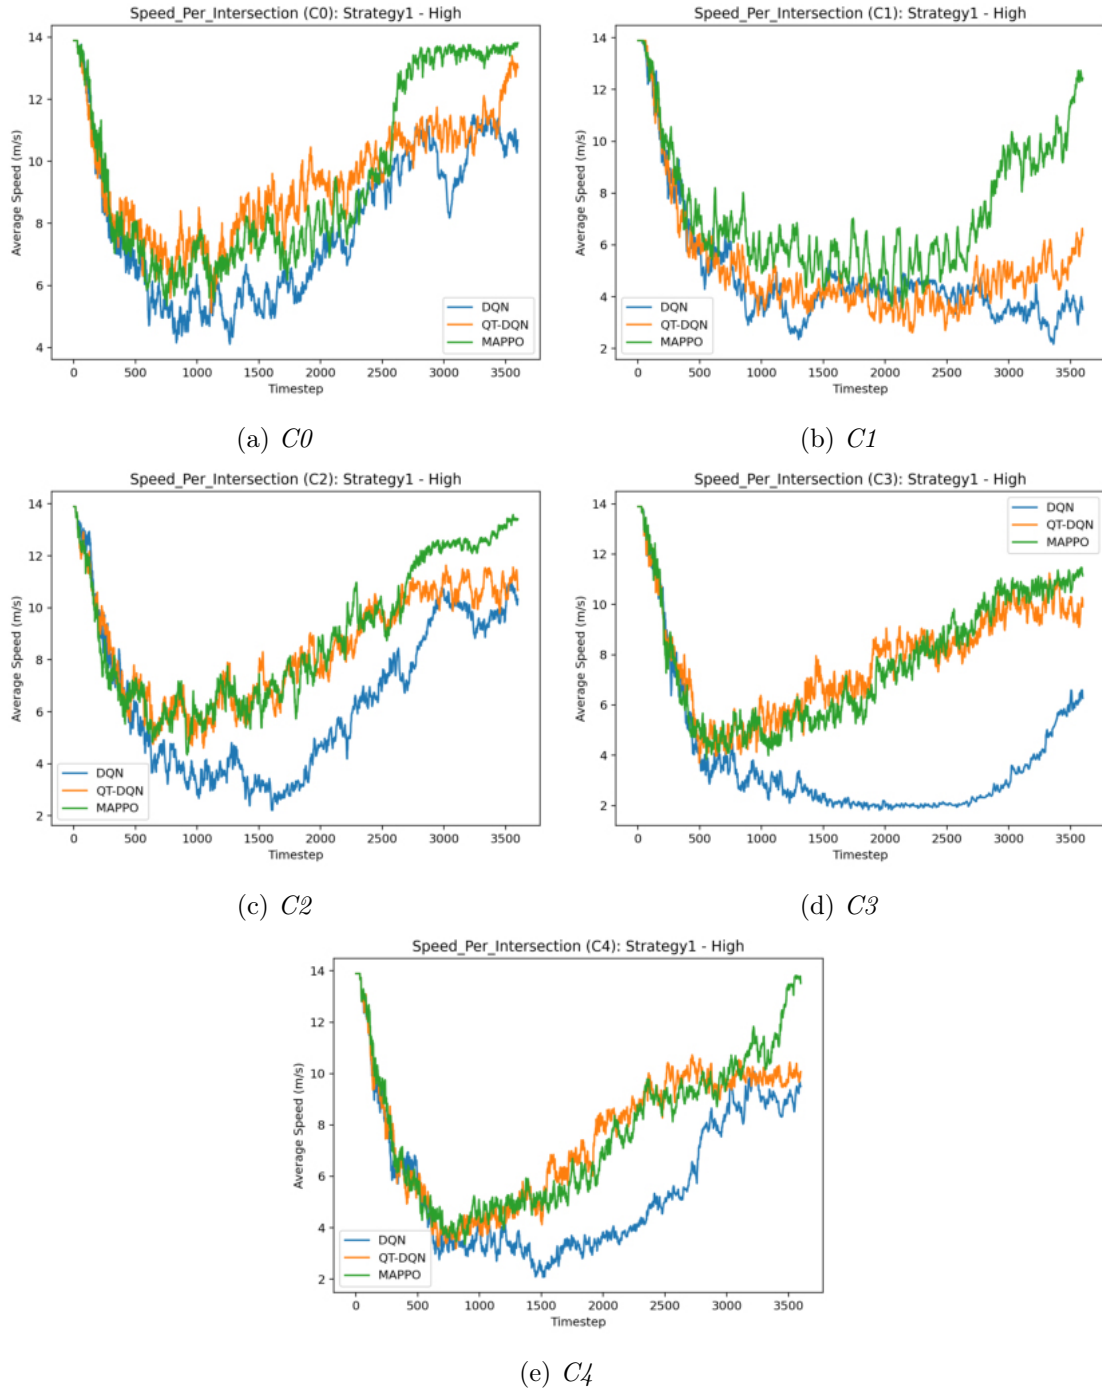 Speed_Per_Intersection (C0): Strategy1 - High
Average Speed (m/s)
14
12
10
8
6
4
DQN
QT-DQN
MAPPO
0 500 1000 1500 2000 2500 3000 3500
Timestep
(a) C0
Speed_Per_Intersection (C1): Strategy1 - High
Average Speed (m/s)
14
12
10
8
6
4
2
DQN
QT-DQN
MAPPO
0 500 1000 1500 2000 2500 3000 3500
Timestep
(b) C1
Speed_Per_Intersection (C2): Strategy1 - High
Average Speed (m/s)
14
12
10
8
6
4
2
DQN
QT-DQN
MAPPO
0 500 1000 1500 2000 2500 3000 3500
Timestep
(c) C2
Speed_Per_Intersection (C3): Strategy1 - High
Average Speed (m/s)
14
12
10
8
6
4
2
DQN
QT-DQN
MAPPO
0 500 1000 1500 2000 2500 3000 3500
Timestep
(d) C3
Speed_Per_Intersection (C4): Strategy1 - High
Average Speed (m/s)
14
12
10
8
6
4
2
DQN
QT-DQN
MAPPO
0 500 1000 1500 2000 2500 3000 3500
Timestep
(e) C4